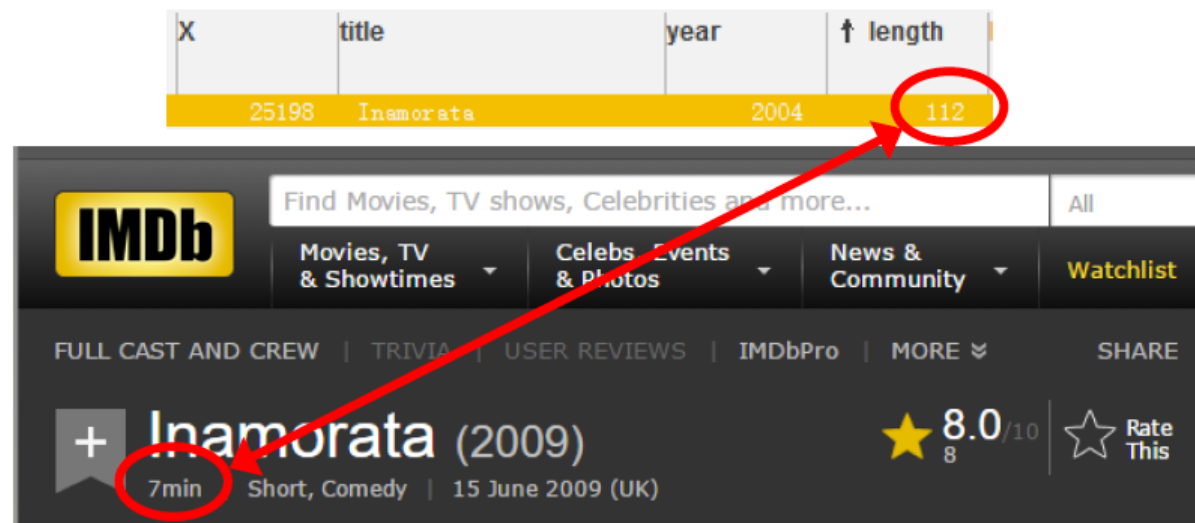 X title year ↑ length
25198 Inamorata 2004 112
IMDb
Find Movies, TV shows, Celebrities and more... All
Movies, TV
& Showtimes
Celebs, Events
& Photos
News &
Community
Watchlist
FULL CAST AND CREW | TRIVIA | USER REVIEWS | IMDbPro | MORE SHARE
+ Inamorata (2009)
8.0/10
8
Rate
This
7min Short, Comedy | 15 June 2009 (UK)